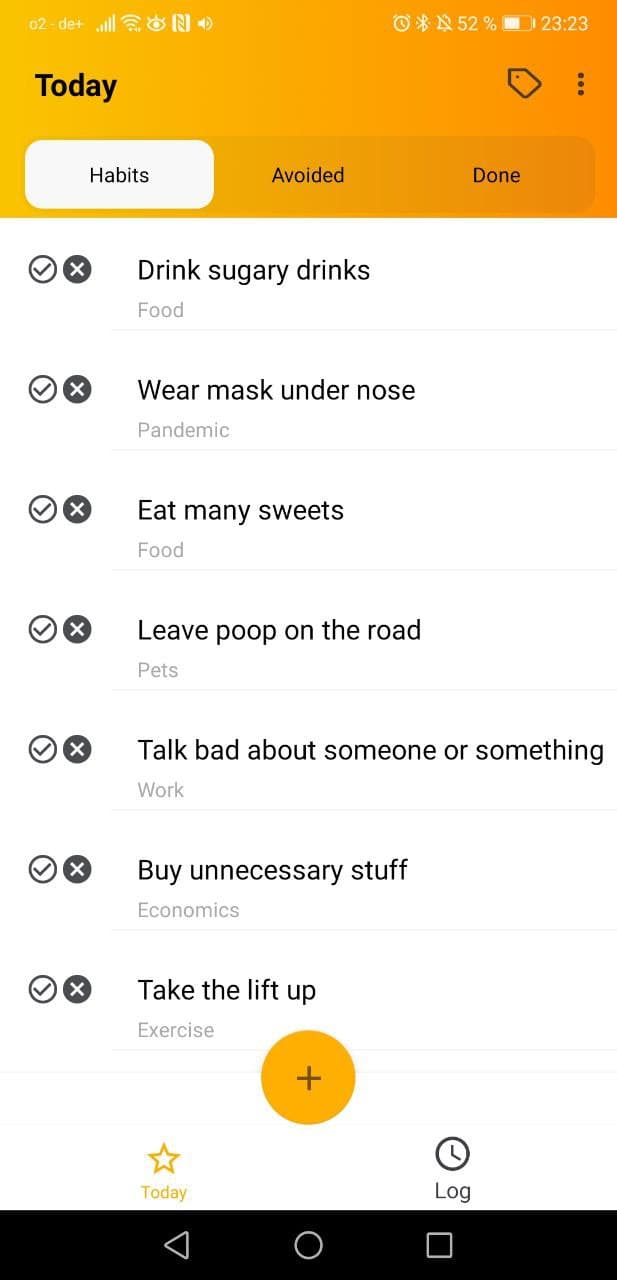 o2 - de+ 52 % 23:23
Today
Habits Avoided Done
Drink sugary drinks
Food
Wear mask under nose
Pandemic
Eat many sweets
Food
Leave poop on the road
Pets
Talk bad about someone or something
Work
Buy unnecessary stuff
Economics
Take the lift up
Exercise
+
Today Log